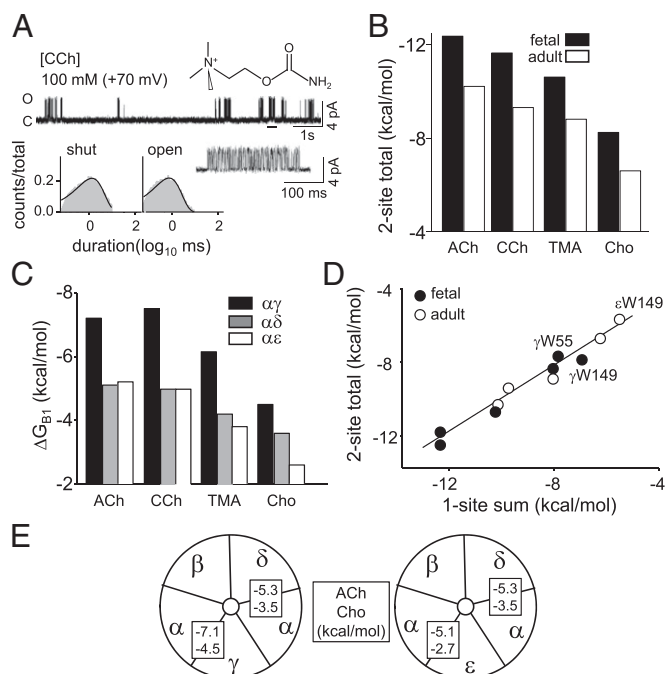 A
[CCh]
100 mM (+70 mV)
N+
O
O
NH2
O
C
1s
4 pA
shut
open
counts/total
0.2
0.0
0
2
0
2
duration(log10 ms)
100 ms
4 pA
B
fetal
adult
2-site total (kcal/mol)
-12
-8
-4
ACh
CCh
TMA
Cho
C
αγ
αδ
αε
ΔGB1 (kcal/mol)
-8
-6
-4
-2
ACh
CCh
TMA
Cho
D
fetal
adult
2-site total (kcal/mol)
-4
-8
-12
εW149
γW55
γW149
-12
-8
-4
1-site sum (kcal/mol)
E
β
δ
-5.3
-3.5
α
α
-7.1
-4.5
γ
ACh
Cho
(kcal/mol)
β
δ
-5.3
-3.5
α
α
-5.1
-2.7
ε